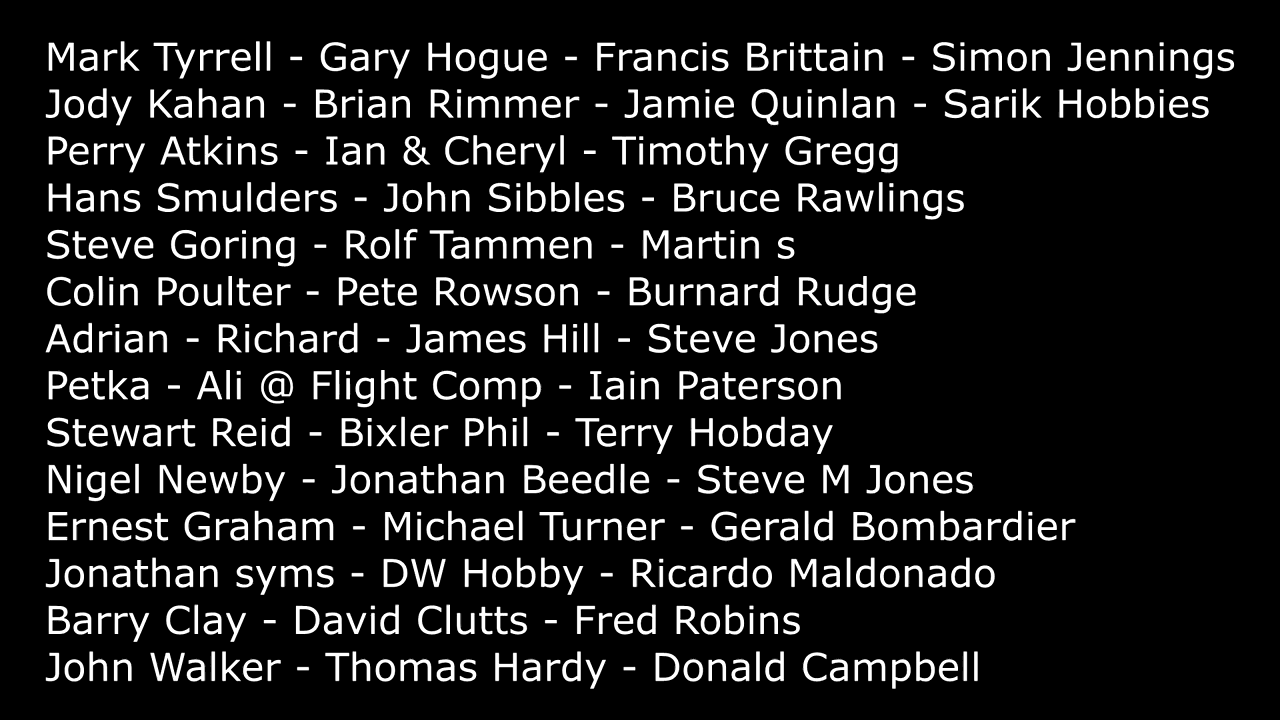 Mark Tyrrell - Gary Hogue - Francis Brittain - Simon Jennings
Jody Kahan - Brian Rimmer - Jamie Quinlan - Sarik Hobbies
Perry Atkins - Ian & Cheryl - Timothy Gregg
Hans Smulders - John Sibbles - Bruce Rawlings
Steve Goring - Rolf Tammen - Martin s
Colin Poulter - Pete Rowson - Burnard Rudge
Adrian - Richard - James Hill - Steve Jones
Petka - Ali @ Flight Comp - Iain Paterson
Stewart Reid - Bixler Phil - Terry Hobday
Nigel Newby - Jonathan Beedle - Steve M Jones
Ernest Graham - Michael Turner - Gerald Bombardier
Jonathan syms - DW Hobby - Ricardo Maldonado
Barry Clay - David Clutts - Fred Robins
John Walker - Thomas Hardy - Donald Campbell